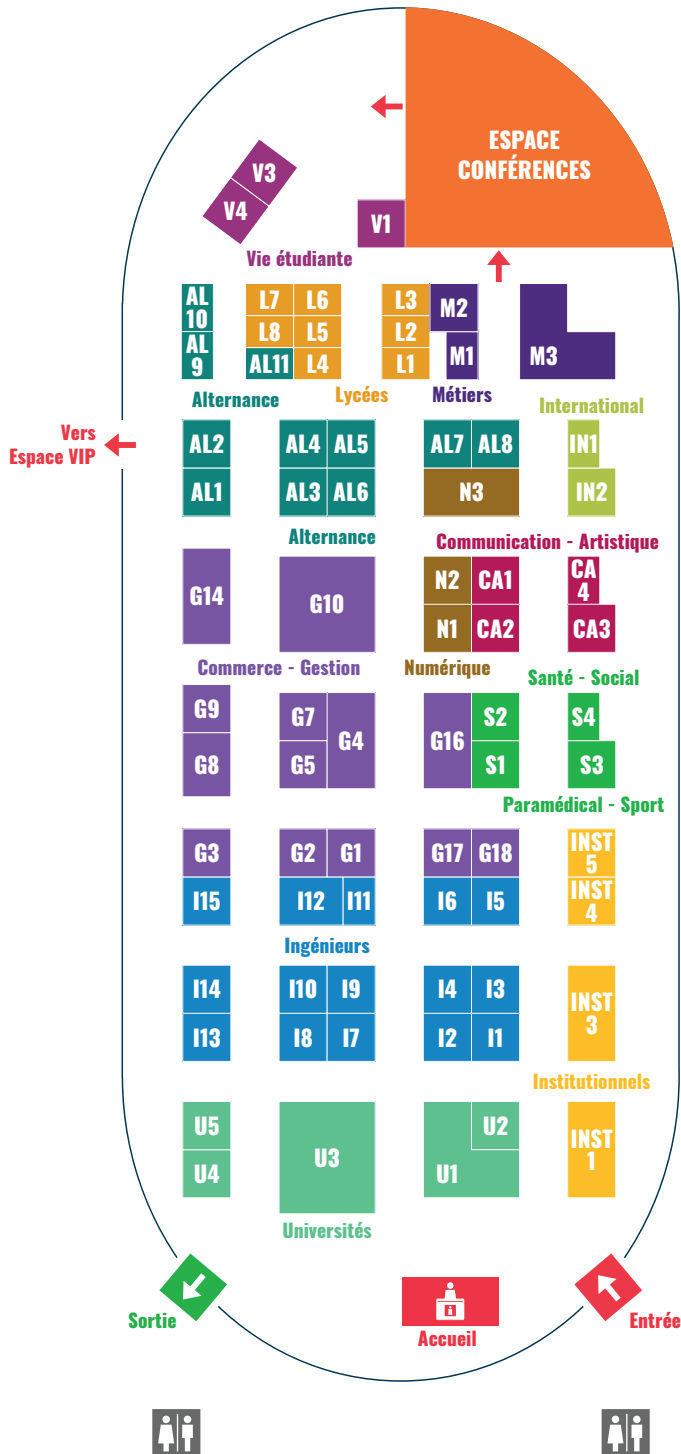 ESPACE
CONFÉRENCES
V3
V4
V1
Vie étudiante
AL
10
L7
L6
L3
M2
L8
L5
L2
AL
9
AL11
L4
L1
M1
M3
Alternance
Lycées
Métiers
International
Vers
Espace VIP
AL2
AL4
AL5
AL7
AL8
IN1
AL1
AL3
AL6
N3
IN2
Alternance
Communication - Artistique
G14
G10
N2
CA1
CA
4
N1
CA2
CA3
Commerce - Gestion
Numérique
Santé - Social
G9
G7
G4
G16
S2
S4
G8
G5
S1
S3
Paramédical - Sport
G3
G2
G1
G17
G18
INST
5
I15
I12
I11
I6
I5
INST
4
Ingénieurs
I14
I10
I9
I4
I3
INST
3
I13
I8
I7
I2
I1
Institutionnels
U5
U3
U2
INST
1
U4
U1
Universités
Sortie
Accueil
Entrée